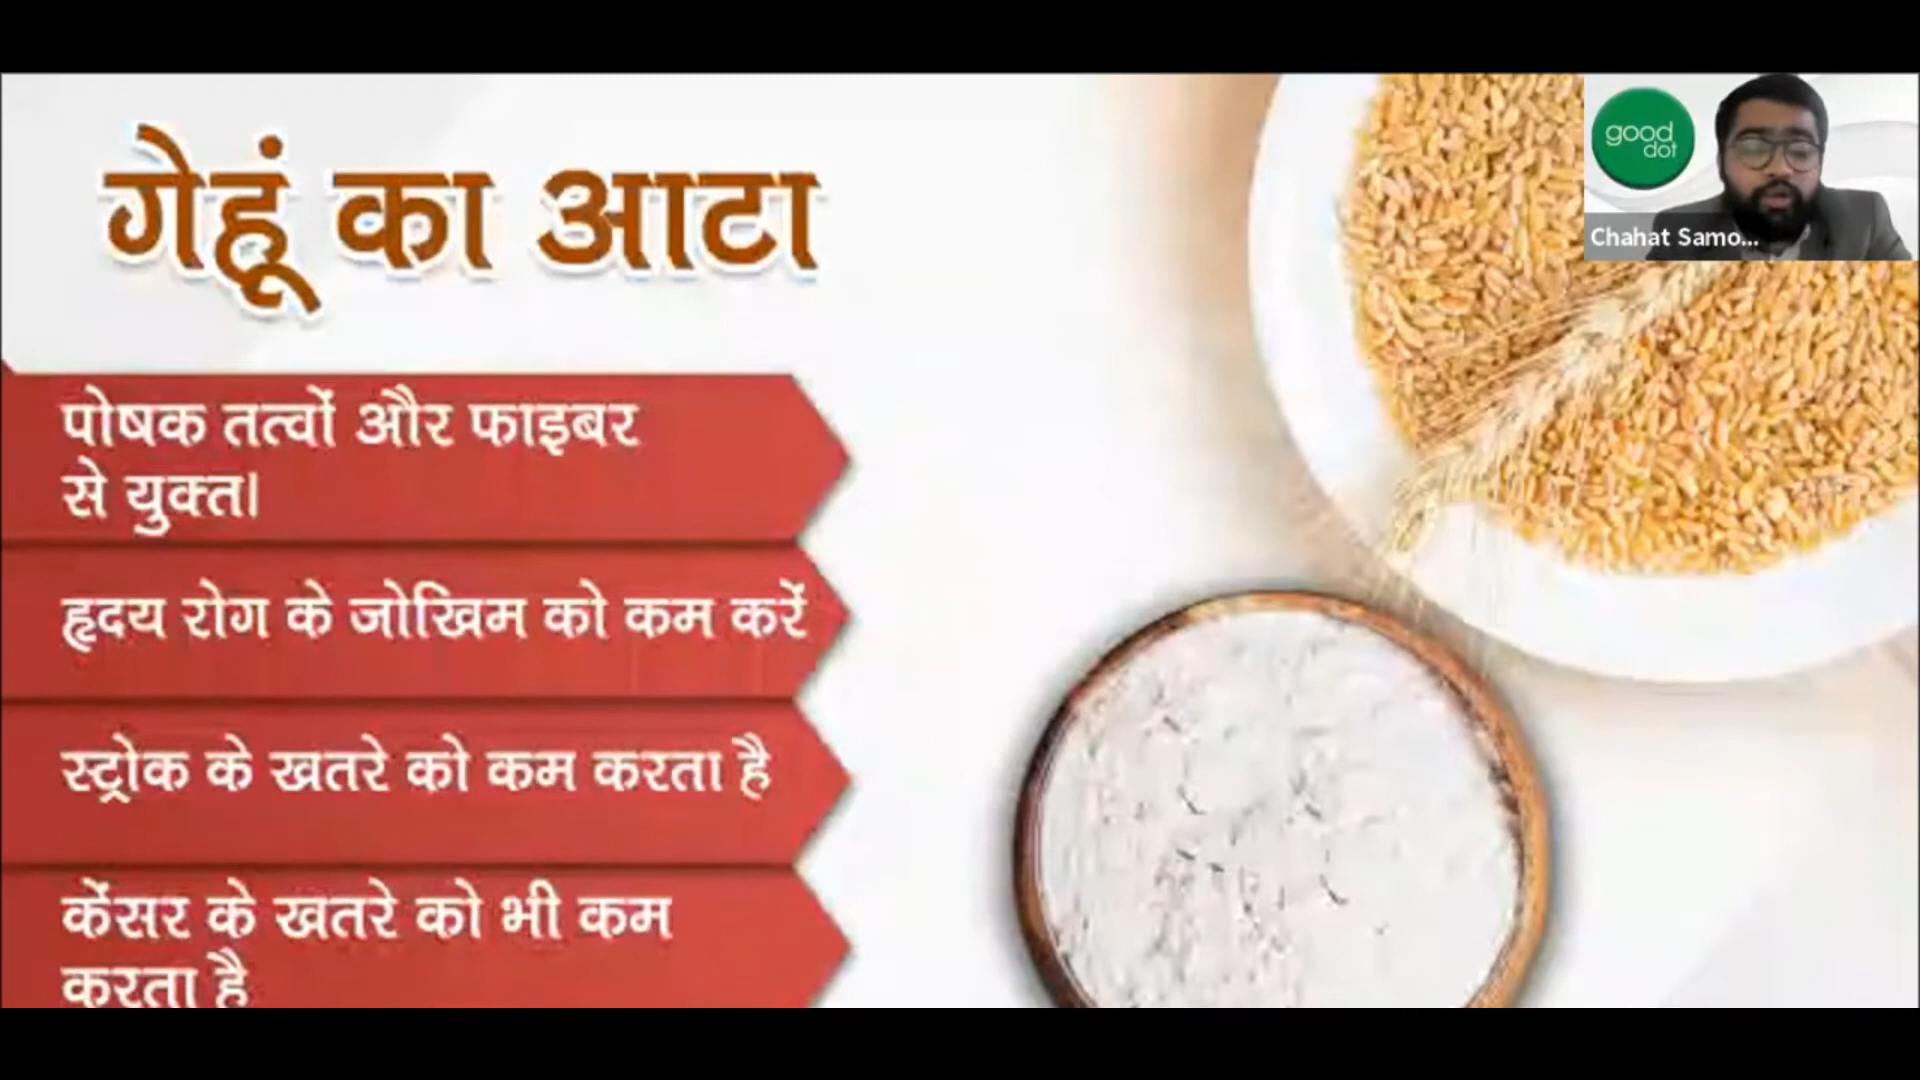 गेहूं का आटा
पोषक तत्वों और फाइबर
से युक्त।
हृदय रोग के जोखिम को कम करें
स्ट्रोक के खतरे को कम करता है
केंसर के खतरे को भी कम
करता है
good
dot
Chahat Samo...